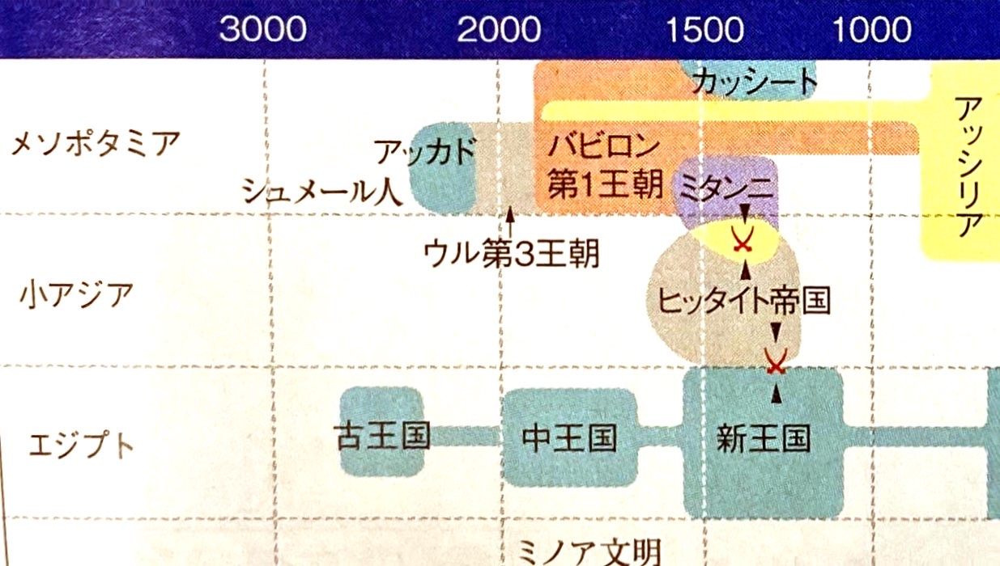 3000 2000 1500 1000
カッシート
メソポタミア
アッカド
シュメール人
バビロン
第1王朝
ミタンニ
アッシリア
ウル第3王朝
小アジア
ヒッタイト帝国
エジプト
古王国
中王国
新王国
ミノア文明